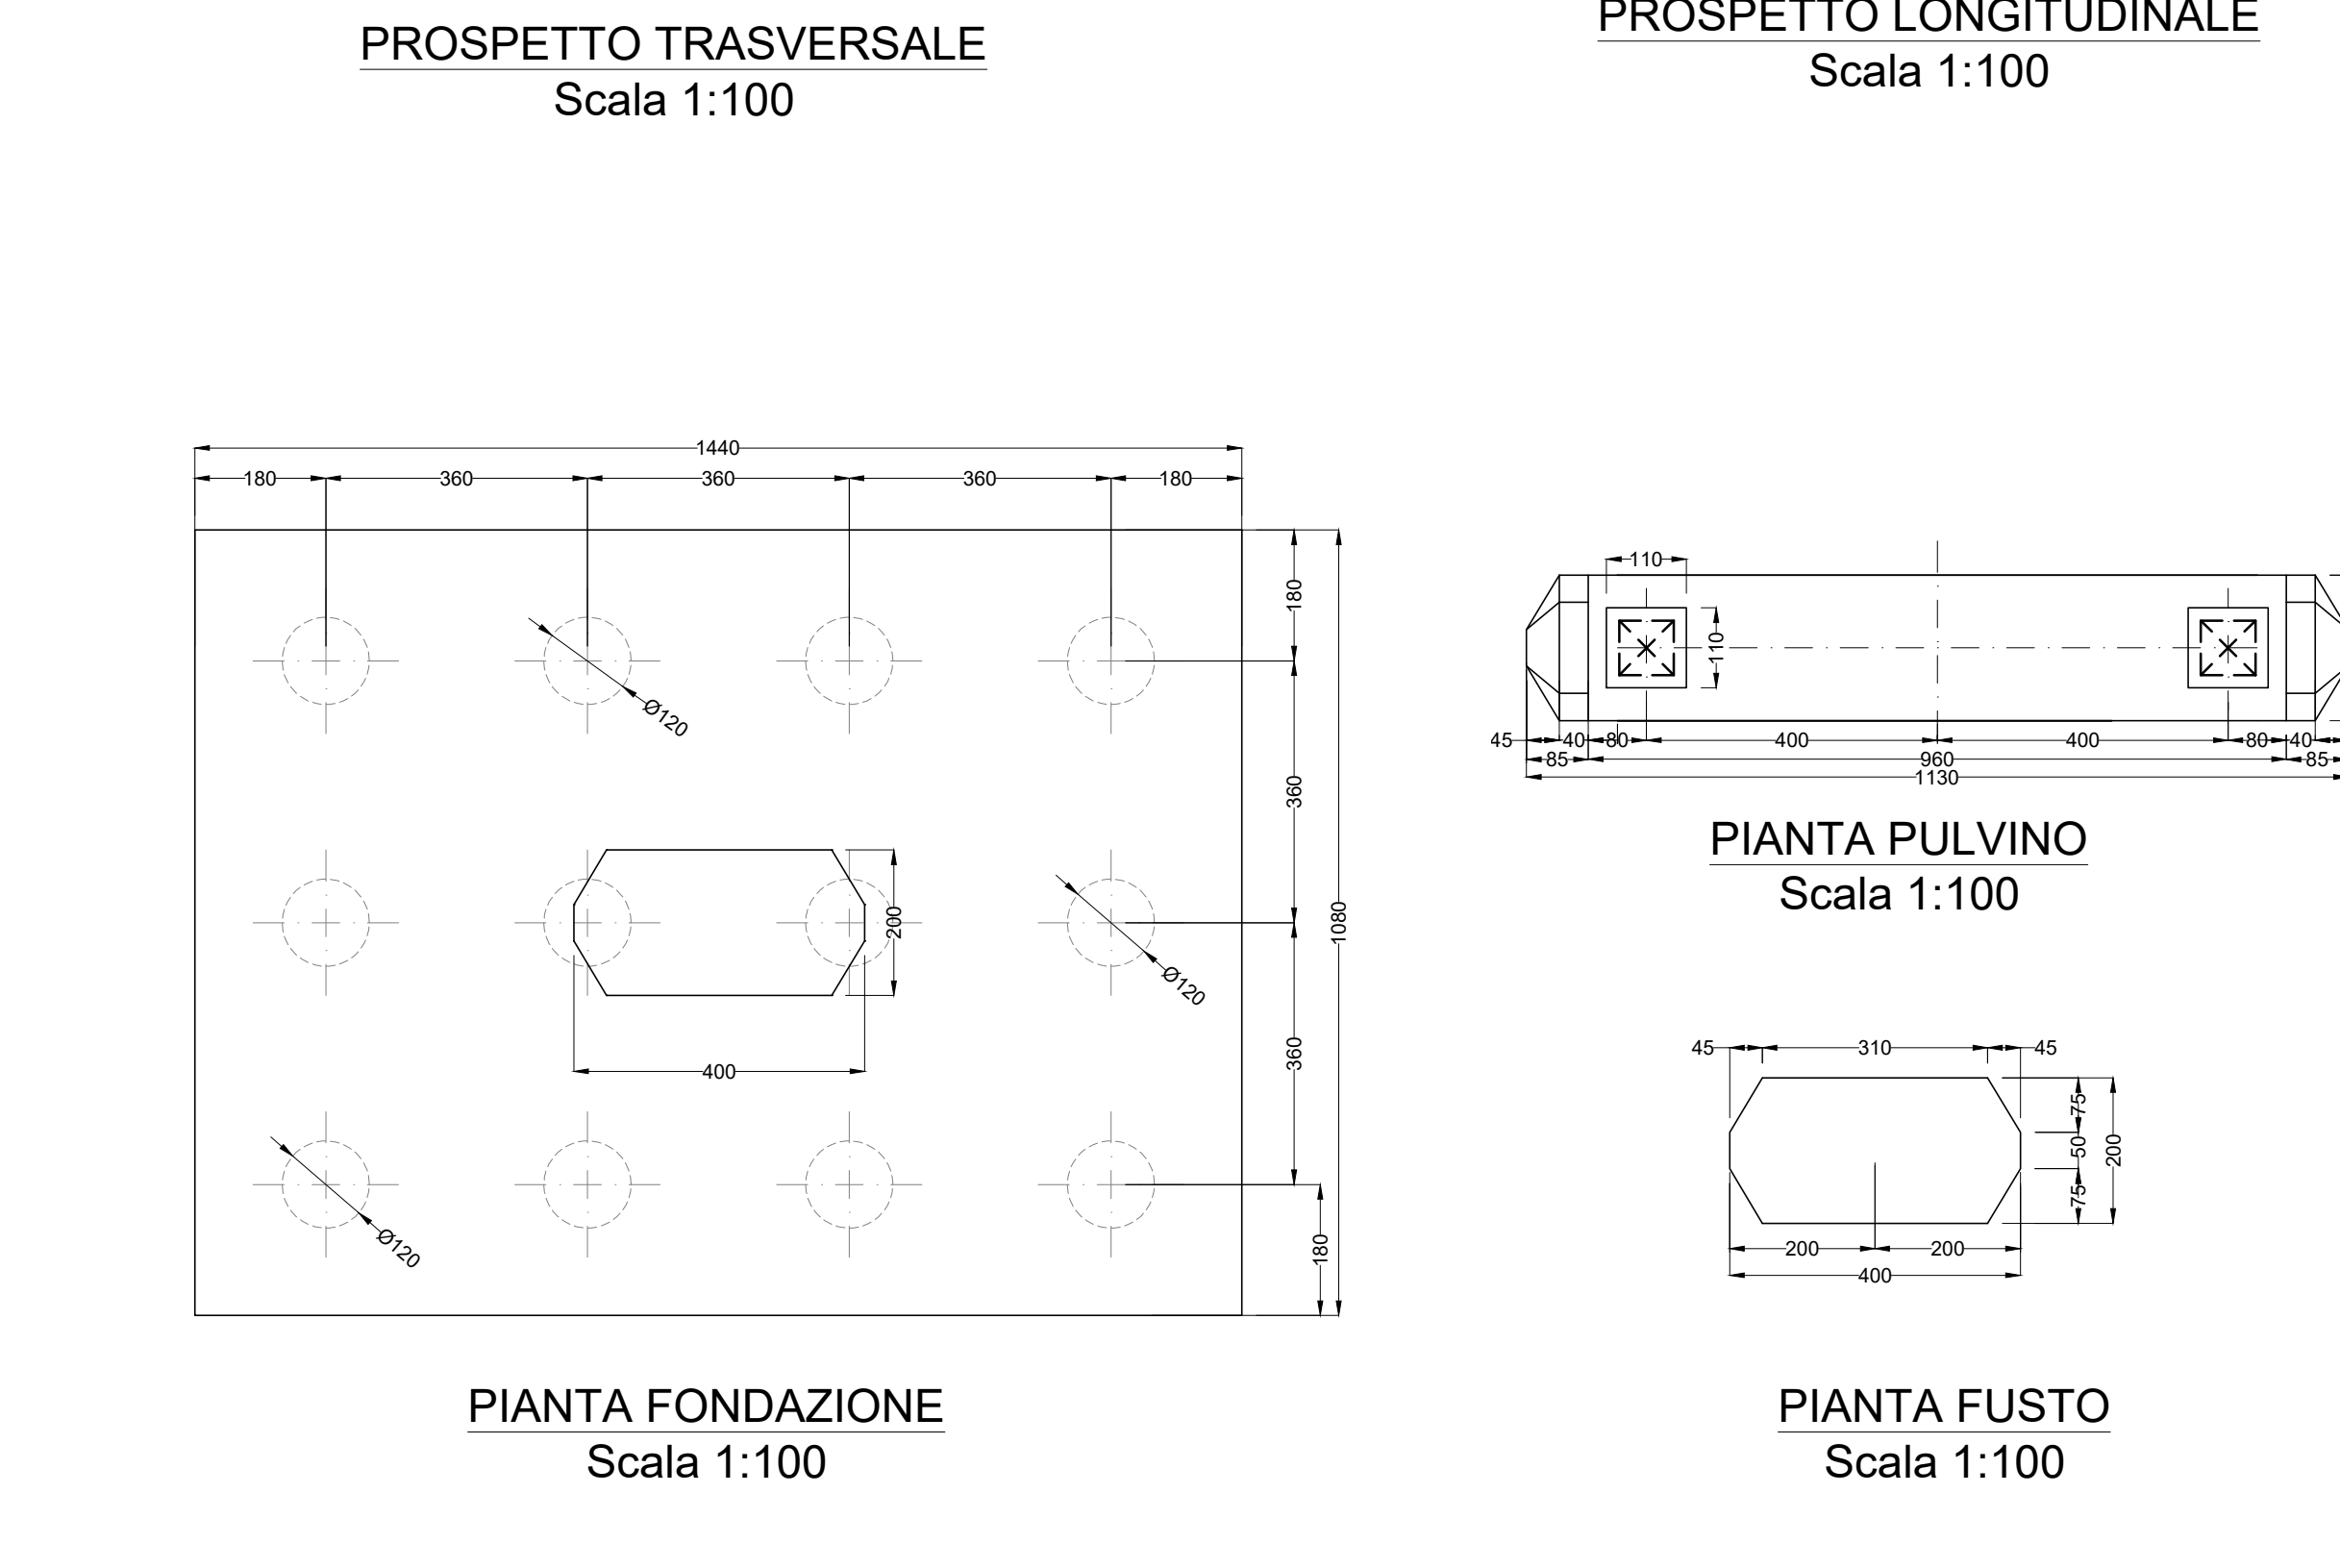 PROSPETTO TRASVERSALE
Scala 1:100
PROSPETTO LONGITUDINALE
Scala 1:100
1440
180 360 360 360 180
180
360
360
180
1080
Ø120
Ø120
Ø120
200
400
PIANTA FONDAZIONE
Scala 1:100
110
110
45 40 80 400 400 80 40
85 960 85
1130
PIANTA PULVINO
Scala 1:100
45 310 45
75
50
75
200
200 200
400
PIANTA FUSTO
Scala 1:100